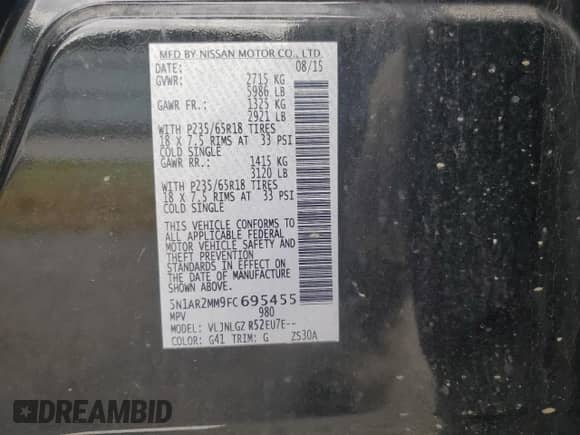 MFD BY NISSAN MOTOR CO., LTD.
DATE: 08/15
GVWR: 2715 KG
5986 LB
GAWR FR.: 1325 KG
2921 LB
WITH P235/65R18 TIRES
18 X 7.5 RIMS AT 33 PSI
COLD SINGLE
GAWR RR.: 1415 KG
3120 LB
WITH P235/65R18 TIRES
18 X 7.5 RIMS AT 33 PSI
COLD SINGLE
THIS VEHICLE CONFORMS TO
ALL APPLICABLE FEDERAL
MOTOR VEHICLE SAFETY AND
THEFT PREVENTION
STANDARDS IN EFFECT ON
THE DATE OF MANUFACTURE
SHOWN ABOVE.
5N1AR2MM9FC695455
MPV 980
MODEL: VLJNLGZ R52EU7E--
COLOR: G41 TRIM: G ZS30A
DREAMBID